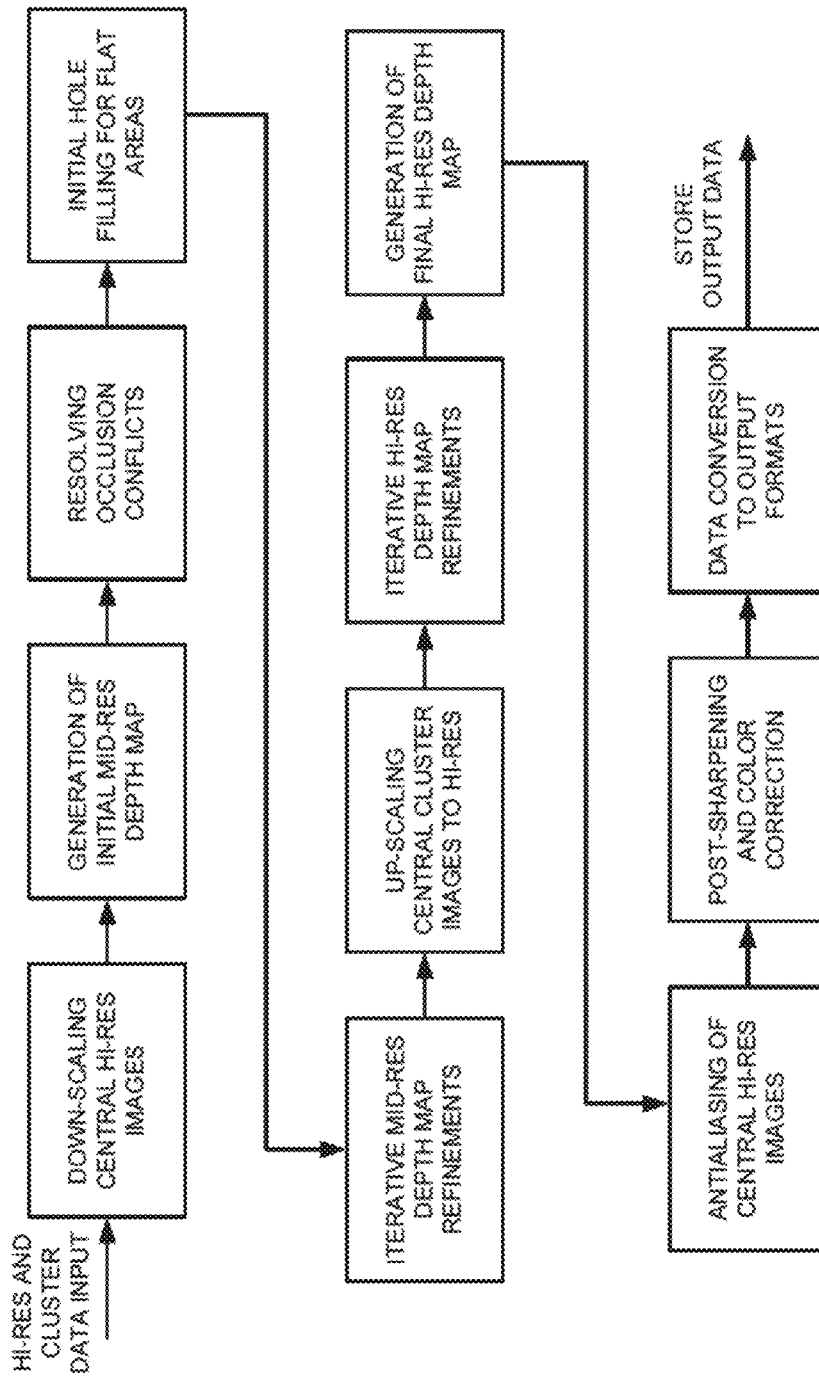 HI-RES AND
CLUSTER
DATA INPUT
DOWN-SCALING
CENTRAL HI-RES
IMAGES
GENERATION OF
INITIAL MID-RES
DEPTH MAP
RESOLVING
OCCLUSION
CONFLICTS
INITIAL HOLE
FILLING FOR FLAT
AREAS
ITERATIVE MID-RES
DEPTH MAP
REFINEMENTS
UP-SCALING
CENTRAL CLUSTER
IMAGES TO HI-RES
ITERATIVE HI-RES
DEPTH MAP
REFINEMENTS
GENERATION OF
FINAL HI-RES DEPTH
MAP
ANTIALIASING OF
CENTRAL HI-RES
IMAGES
POST-SHARPENING
AND COLOR
CORRECTION
DATA CONVERSION
TO OUTPUT
FORMATS
STORE
OUTPUT DATA